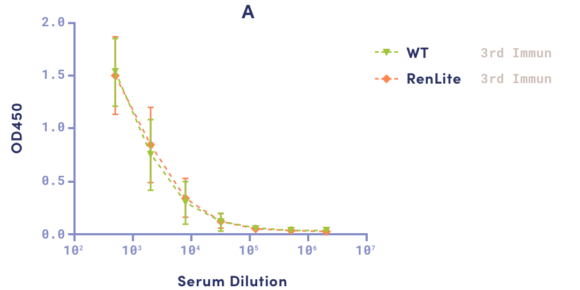 A
2.0
1.5
1.0
0.5
0.0
10² 10³ 10⁴ 10⁵ 10⁶ 10⁷
OD450
Serum Dilution
WT 3rd Immun
RenLite 3rd Immun